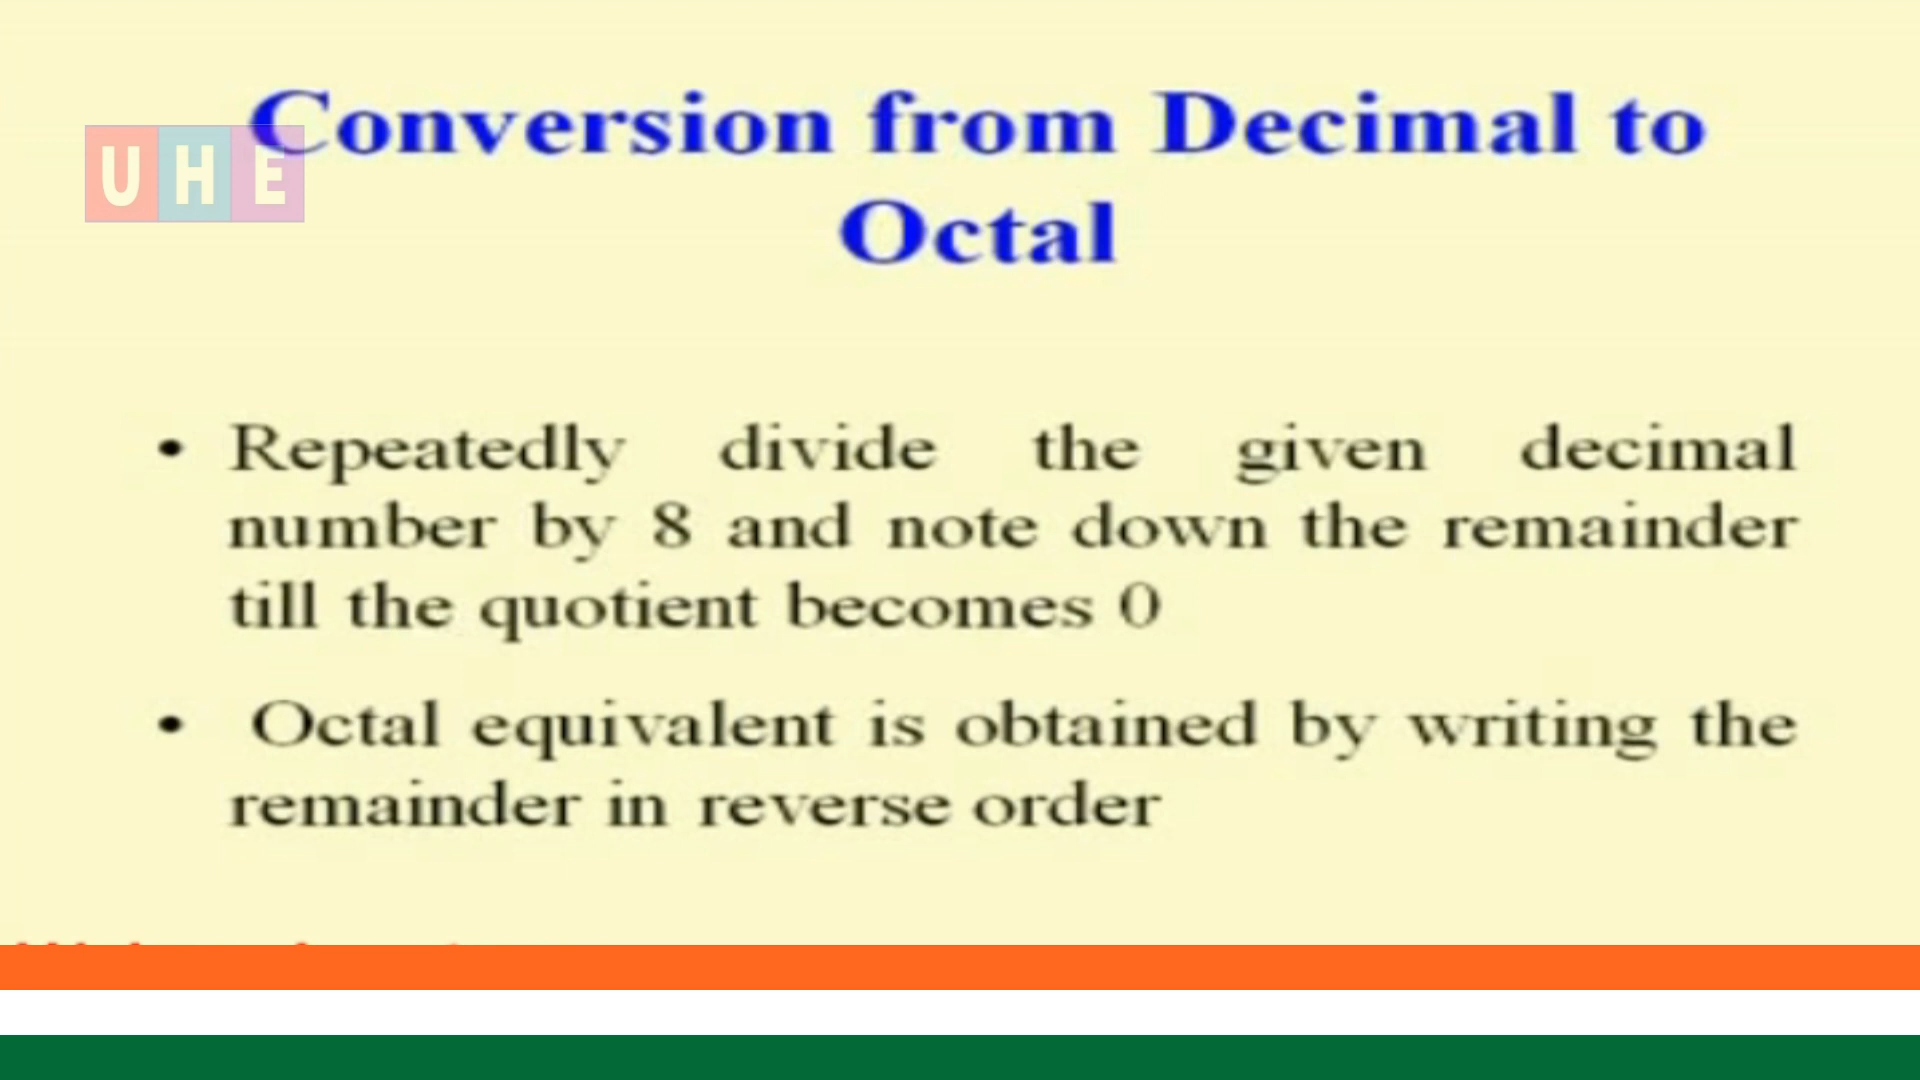 Conversion from Decimal to
UHE
Octal
• Repeatedly divide the given decimal
number by 8 and note down the remainder
till the quotient becomes 0
• Octal equivalent is obtained by writing the
remainder in reverse order